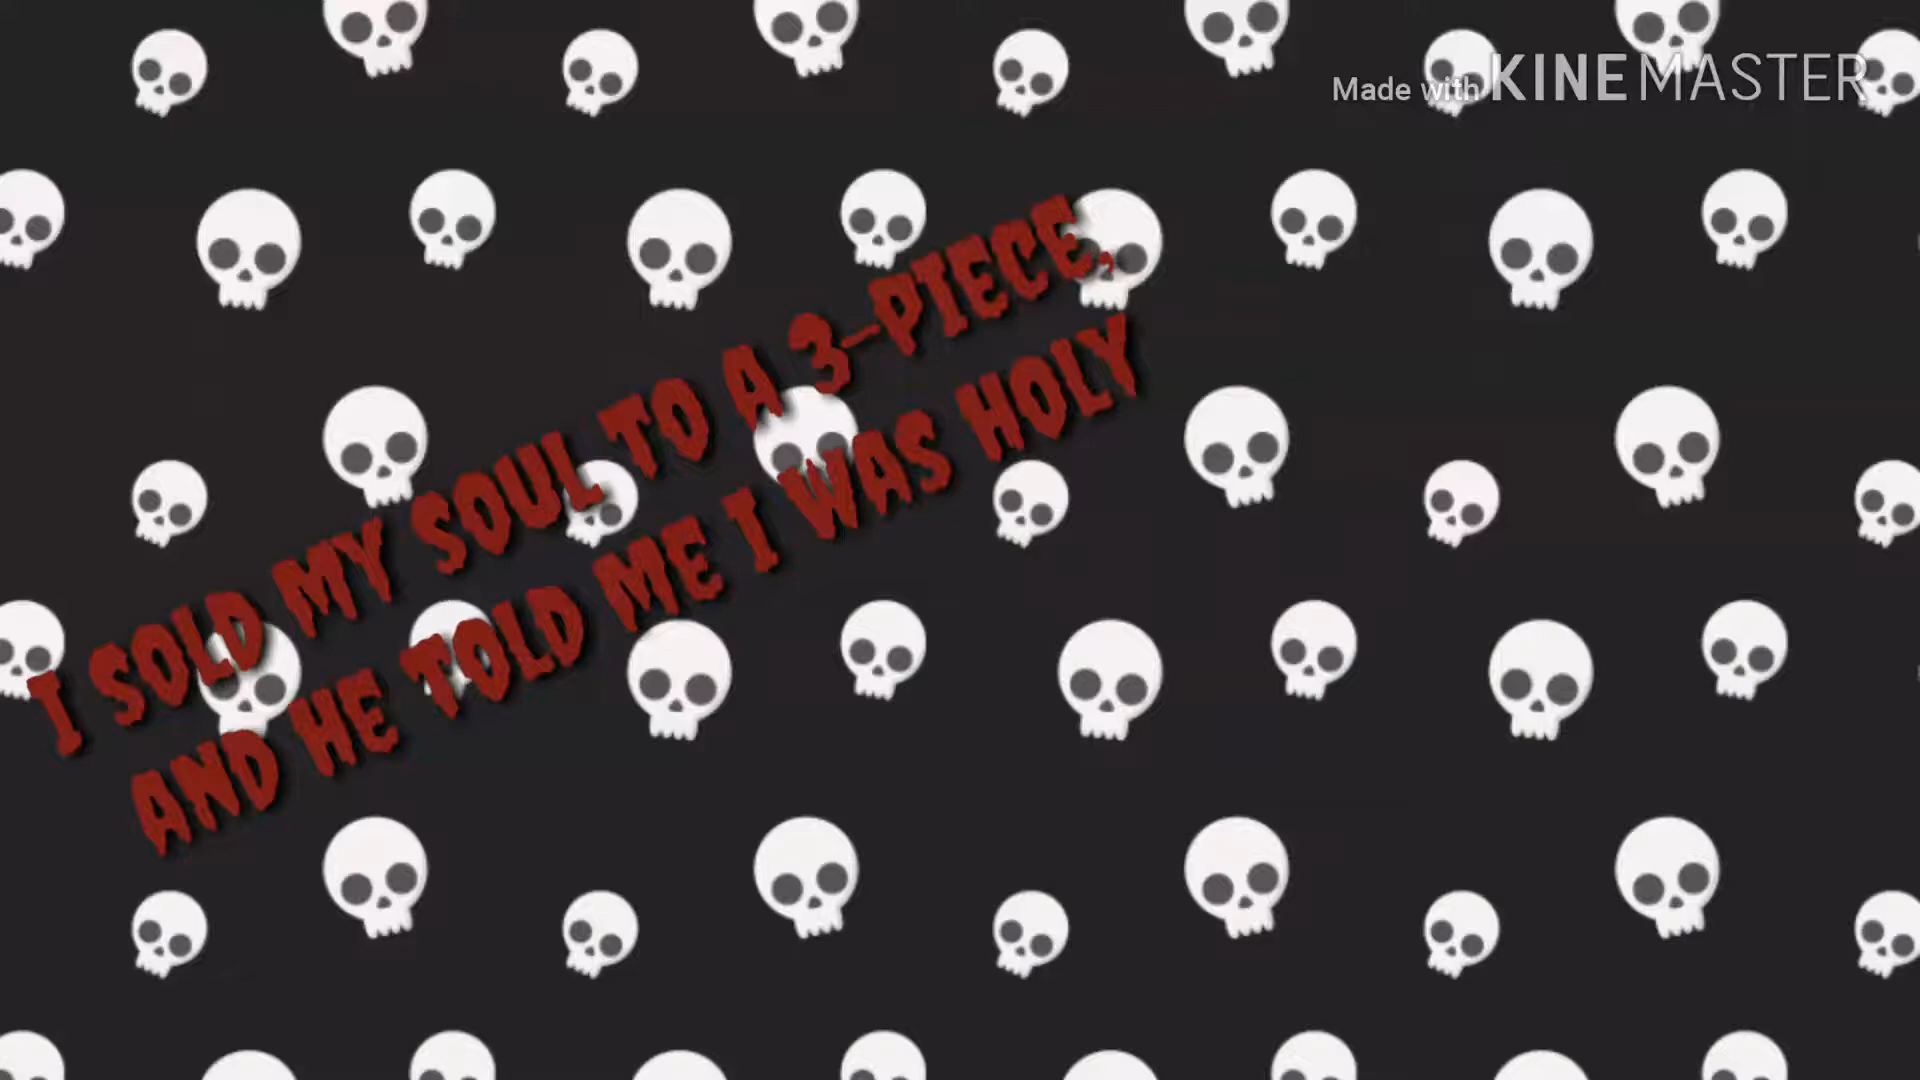 Made with KINEMASTER
I SOLD MY SOUL TO A 3-PIECE,
AND HE TOLD ME I WAS HOLY